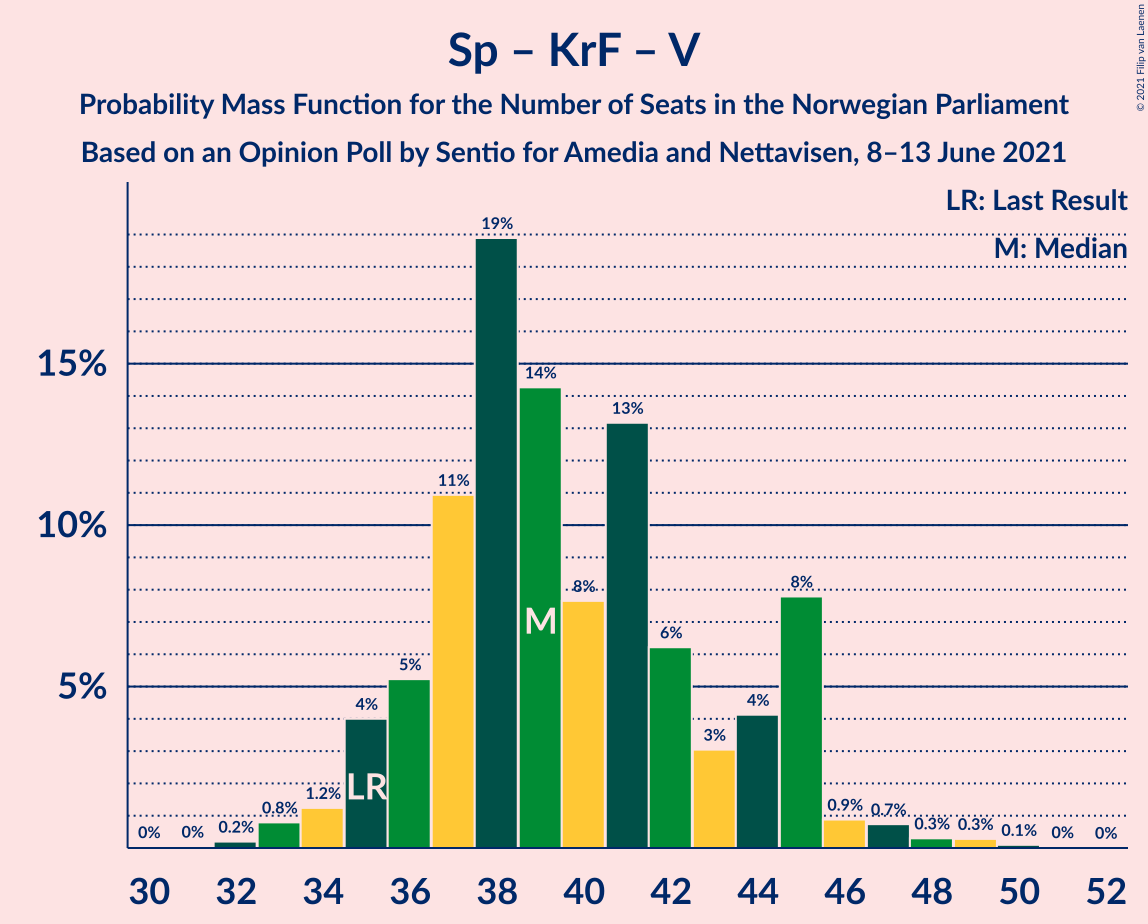 Sp – KrF – V
Probability Mass Function for the Number of Seats in the Norwegian Parliament
Based on an Opinion Poll by Sentio for Amedia and Nettavisen, 8–13 June 2021
© 2021 Filip van Laenen
LR: Last Result
M: Median
15%
10%
5%
0%
0%
0.2%
0.8%
1.2%
4%
5%
11%
19%
14%
8%
13%
6%
3%
4%
8%
0.9%
0.7%
0.3%
0.3%
0.1%
0%
0%
LR
M
30 32 34 36 38 40 42 44 46 48 50 52